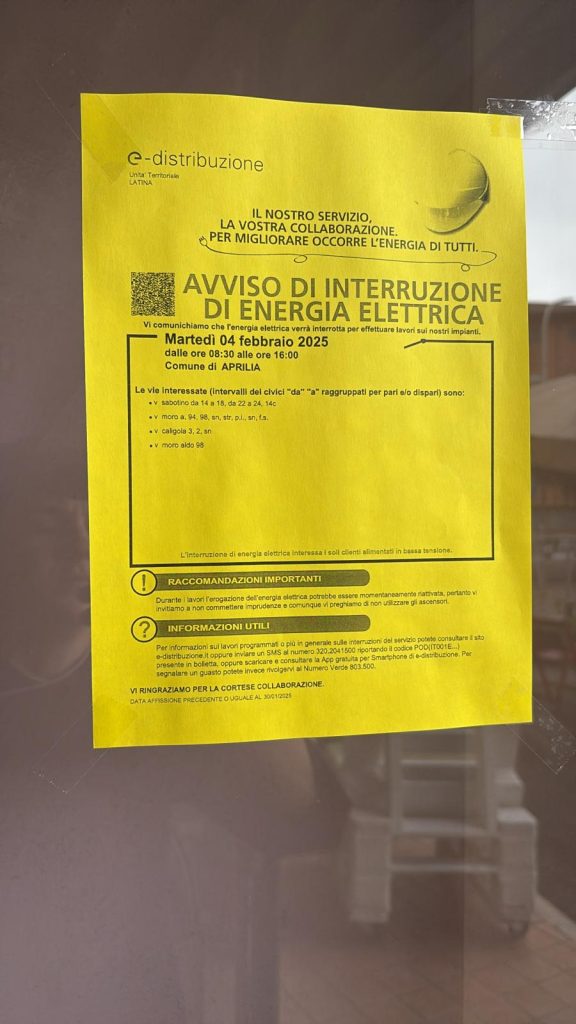 e-distribuzione
Unita' Territoriale
LATINA
IL NOSTRO SERVIZIO,
LA VOSTRA COLLABORAZIONE.
PER MIGLIORARE OCCORRE L'ENERGIA DI TUTTI.
AVVISO DI INTERRUZIONE
DI ENERGIA ELETTRICA
Vi comunichiamo che l'energia elettrica verrà interrotta per effettuare lavori sui nostri impianti.
Martedì 04 febbraio 2025
dalle ore 08:30 alle ore 16:00
Comune di APRILIA
Le vie interessate (intervalli dei civici "da" "a" raggruppati per pari e/o dispari) sono:
• v sabotino da 14 a 18, da 22 a 24, 14c
• v moro a. 94, 98, sn, str, p.i., sn, f.s.
• v caligola 3, 2, sn
• v moro aldo 98
L'interruzione di energia elettrica interessa i soli clienti alimentati in bassa tensione.
! RACCOMANDAZIONI IMPORTANTI
Durante i lavori l'erogazione dell'energia elettrica potrebbe essere momentaneamente riattivata, pertanto vi
invitiamo a non commettere imprudenze e comunque vi preghiamo di non utilizzare gli ascensori.
? INFORMAZIONI UTILI
Per informazioni sui lavori programmati o più in generale sulle interruzioni del servizio potete consultare il sito
e-distribuzione.it oppure inviare un SMS al numero 320.2041500 riportando il codice POD(IT001E...)
presente in bolletta, oppure scaricare e consultare la App gratuita per Smartphone di e-distribuzione. Per
segnalare un guasto potete invece rivolgervi al Numero Verde 803.500.
VI RINGRAZIAMO PER LA CORTESE COLLABORAZIONE.
DATA AFFISSIONE PRECEDENTE O UGUALE AL 30/01/2025